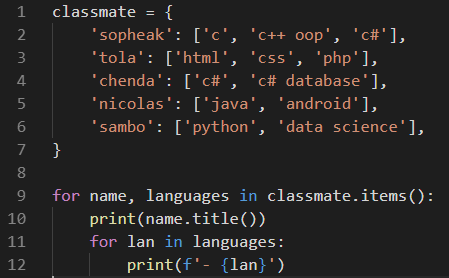 1 classmate = {
2     'sopheak': ['c', 'c++ oop', 'c#'],
3     'tola': ['html', 'css', 'php'],
4     'chenda': ['c#', 'c# database'],
5     'nicolas': ['java', 'android'],
6     'sambo': ['python', 'data science'],
7 }
8
9 for name, languages in classmate.items():
10     print(name.title())
11     for lan in languages:
12         print(f'- {lan}')